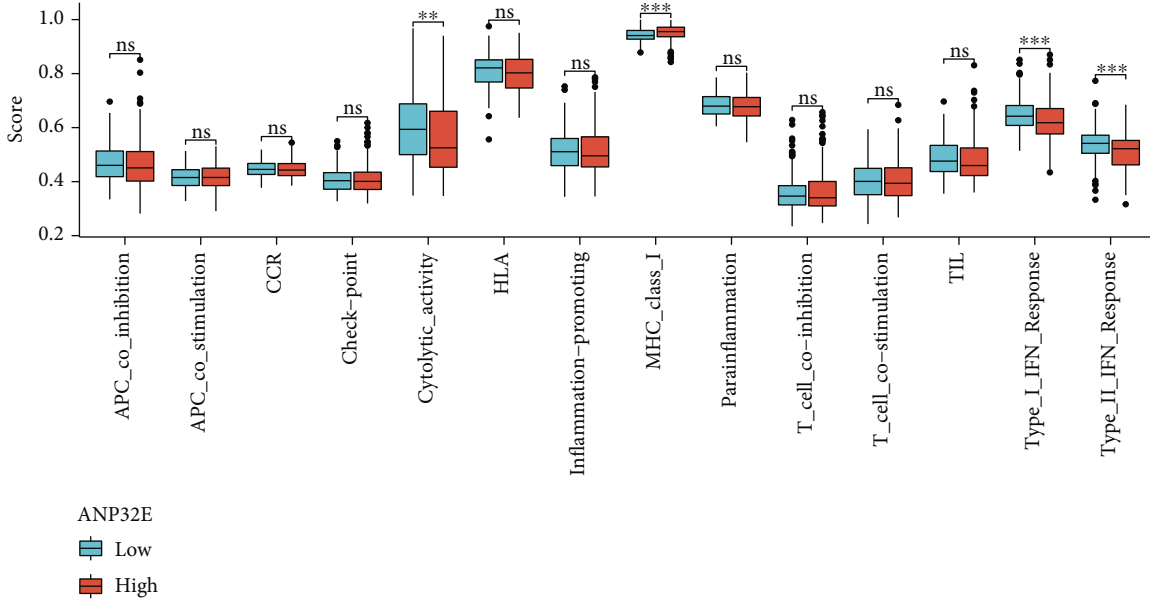 Score
1.0
0.8
0.6
0.4
0.2
ns
ns
ns
ns
**
ns
ns
***
ns
ns
ns
ns
***
***
APC_co_inhibition
APC_co_stimulation
CCR
Check–point
Cytolytic_activity
HLA
Inflammation–promoting
MHC_class_I
Parainflammation
T_cell_co–inhibition
T_cell_co–stimulation
TIL
Type_I_IFN_Response
Type_II_IFN_Response
ANP32E
Low
High